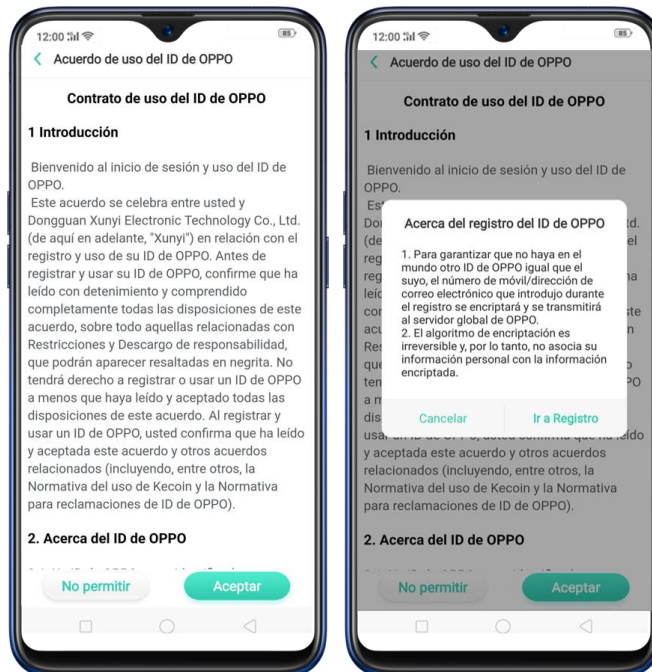 12:00
85
Acuerdo de uso del ID de OPPO
Contrato de uso del ID de OPPO
1 Introducción
Bienvenido al inicio de sesión y uso del ID de
OPPO.
Este acuerdo se celebra entre usted y
Dongguan Xunyi Electronic Technology Co., Ltd.
(de aquí en adelante, "Xunyi") en relación con el
registro y uso de su ID de OPPO. Antes de
registrar y usar su ID de OPPO, confirme que ha
leído con detenimiento y comprendido
completamente todas las disposiciones de este
acuerdo, sobre todo aquellas relacionadas con
Restricciones y Descargo de responsabilidad,
que podrán aparecer resaltadas en negrita. No
tendrá derecho a registrar o usar un ID de OPPO
a menos que haya leído y aceptado todas las
disposiciones de este acuerdo. Al registrar y
usar un ID de OPPO, usted confirma que ha leído
y aceptada este acuerdo y otros acuerdos
relacionados (incluyendo, entre otros, la
Normativa del uso de Kecoin y la Normativa
para reclamaciones de ID de OPPO).
2. Acerca del ID de OPPO
No permitir
Aceptar
12:00
85
Acuerdo de uso del ID de OPPO
Contrato de uso del ID de OPPO
1 Introducción
Bienvenido al inicio de sesión y uso del ID de
OPPO.
Acerca del registro del ID de OPPO
1. Para garantizar que no haya en el
mundo otro ID de OPPO igual que el
suyo, el número de móvil/dirección de
correo electrónico que introdujo durante
el registro se encriptará y se transmitirá
al servidor global de OPPO.
2. El algoritmo de encriptación es
irreversible y, por lo tanto, no asocia su
información personal con la información
encriptada.
Cancelar
Ir a Registro
y aceptada este acuerdo y otros acuerdos
relacionados (incluyendo, entre otros, la
Normativa del uso de Kecoin y la Normativa
para reclamaciones de ID de OPPO).
2. Acerca del ID de OPPO
No permitir
Aceptar